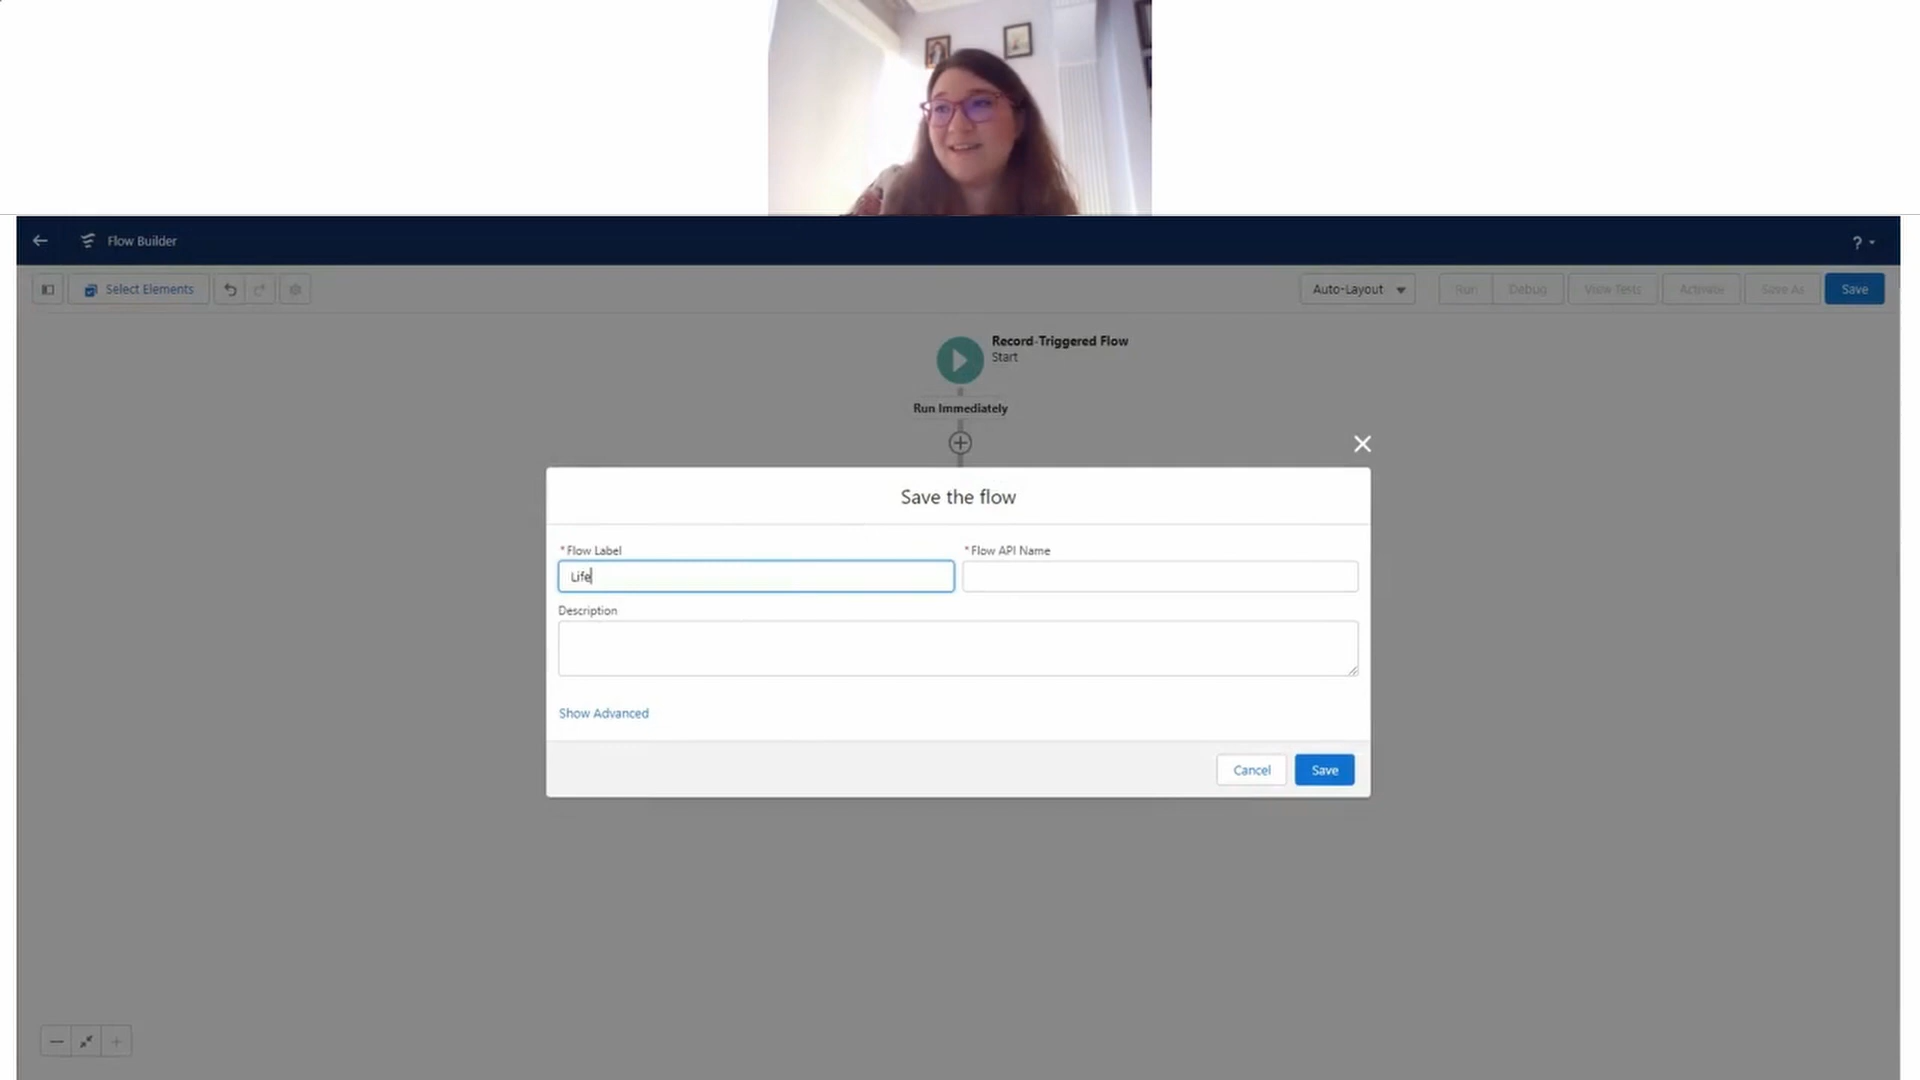 Flow Builder
?
Select Elements
Auto-Layout
Run
Debug
View Tests
Activate
Save As
Save
Record-Triggered Flow
Start
Run Immediately
Save the flow
*Flow Label
*Flow API Name
Life
Description
Show Advanced
Cancel
Save